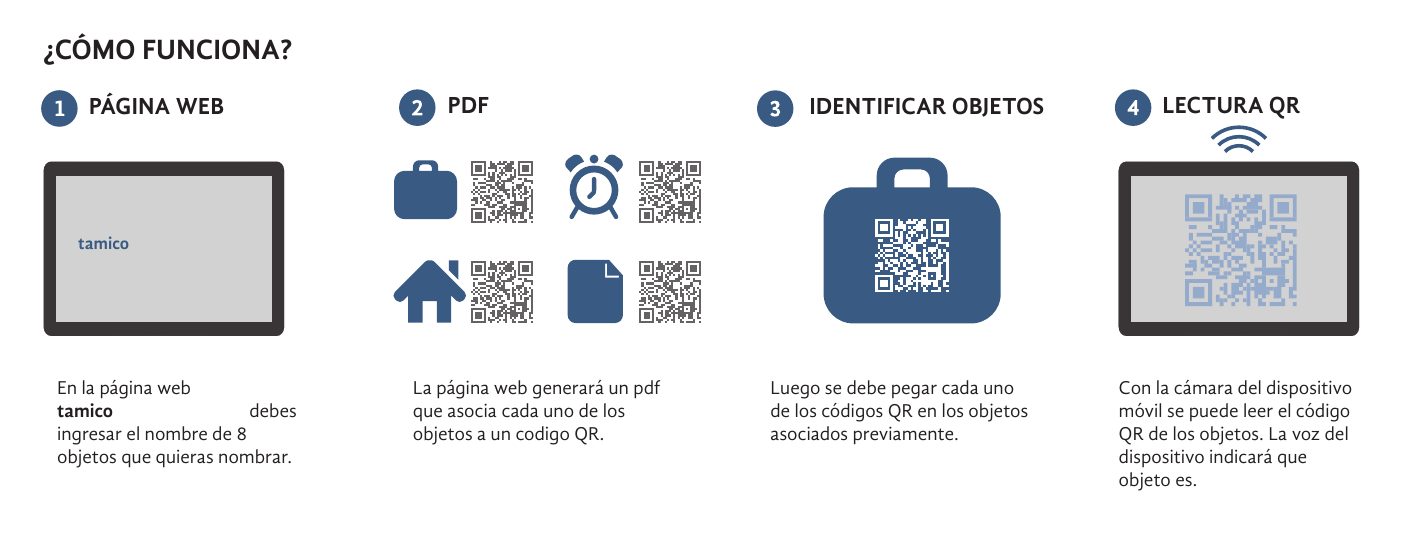 ¿CÓMO FUNCIONA?
1 PÁGINA WEB
tamico
En la página web
tamico debes
ingresar el nombre de 8
objetos que quieras nombrar.
2 PDF
La página web generará un pdf
que asocia cada uno de los
objetos a un codigo QR.
3 IDENTIFICAR OBJETOS
Luego se debe pegar cada uno
de los códigos QR en los objetos
asociados previamente.
4 LECTURA QR
Con la cámara del dispositivo
móvil se puede leer el código
QR de los objetos. La voz del
dispositivo indicará que
objeto es.